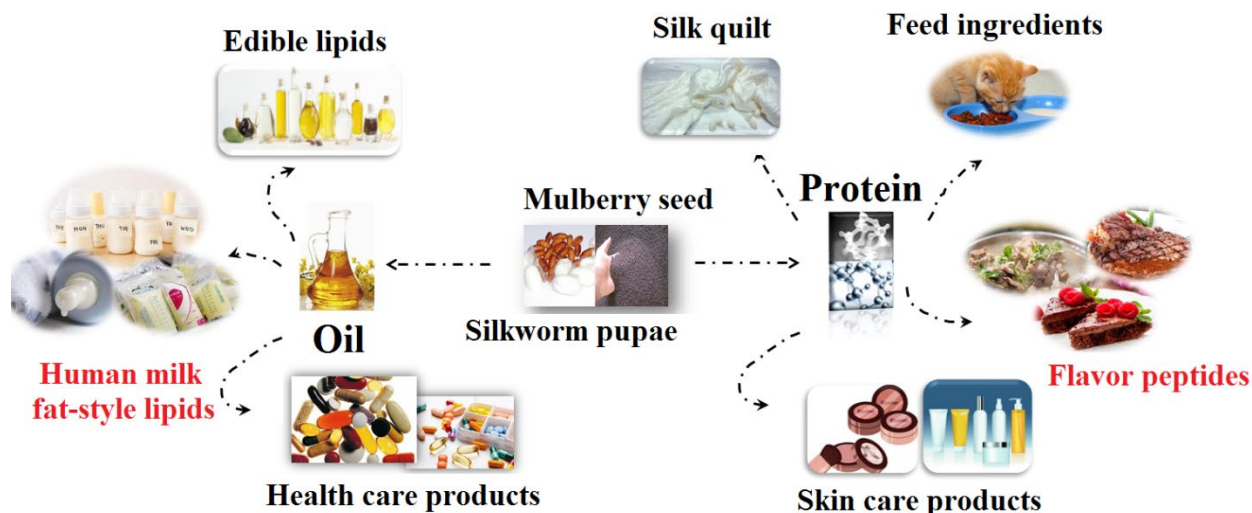 Edible lipids
Silk quilt
Feed ingredients
Mulberry seed
Protein
Silkworm pupae
Oil
Human milk
fat-style lipids
Flavor peptides
Health care products
Skin care products